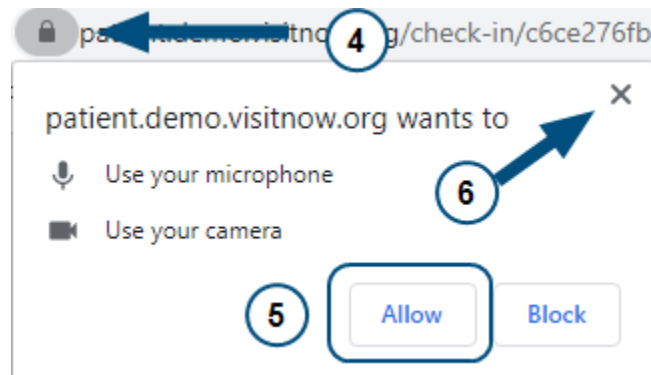 4
/check-in/c6ce276fb
patient.demo.visitnow.org wants to
Use your microphone
6
Use your camera
5
Allow
Block